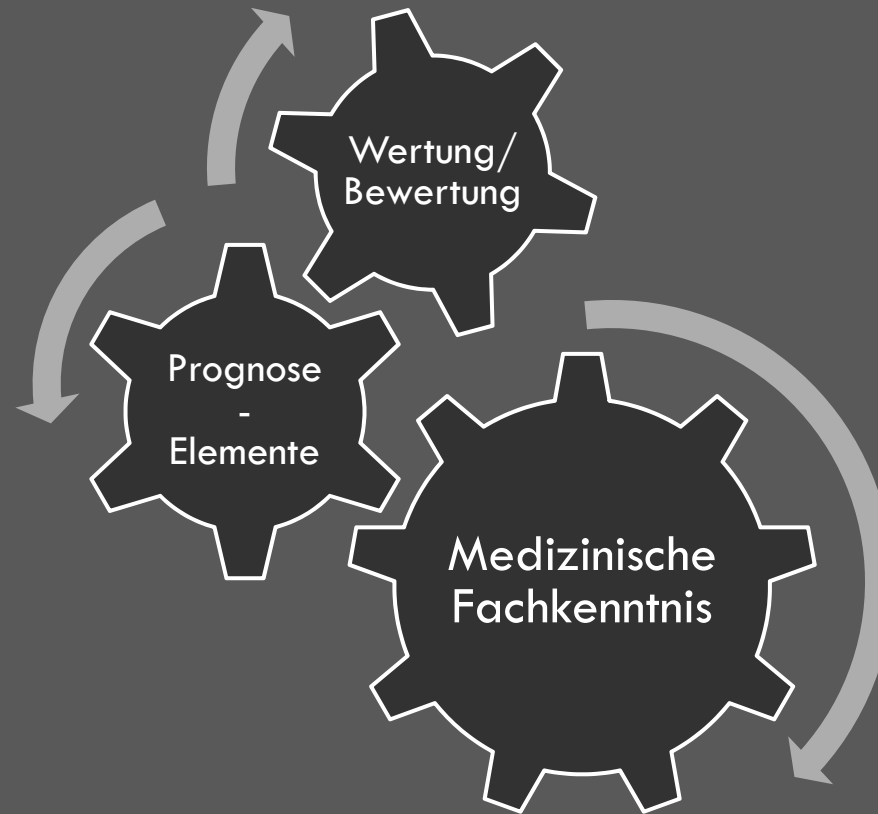 Wertung/
Bewertung
Prognose
-
Elemente
Medizinische
Fachkenntnis